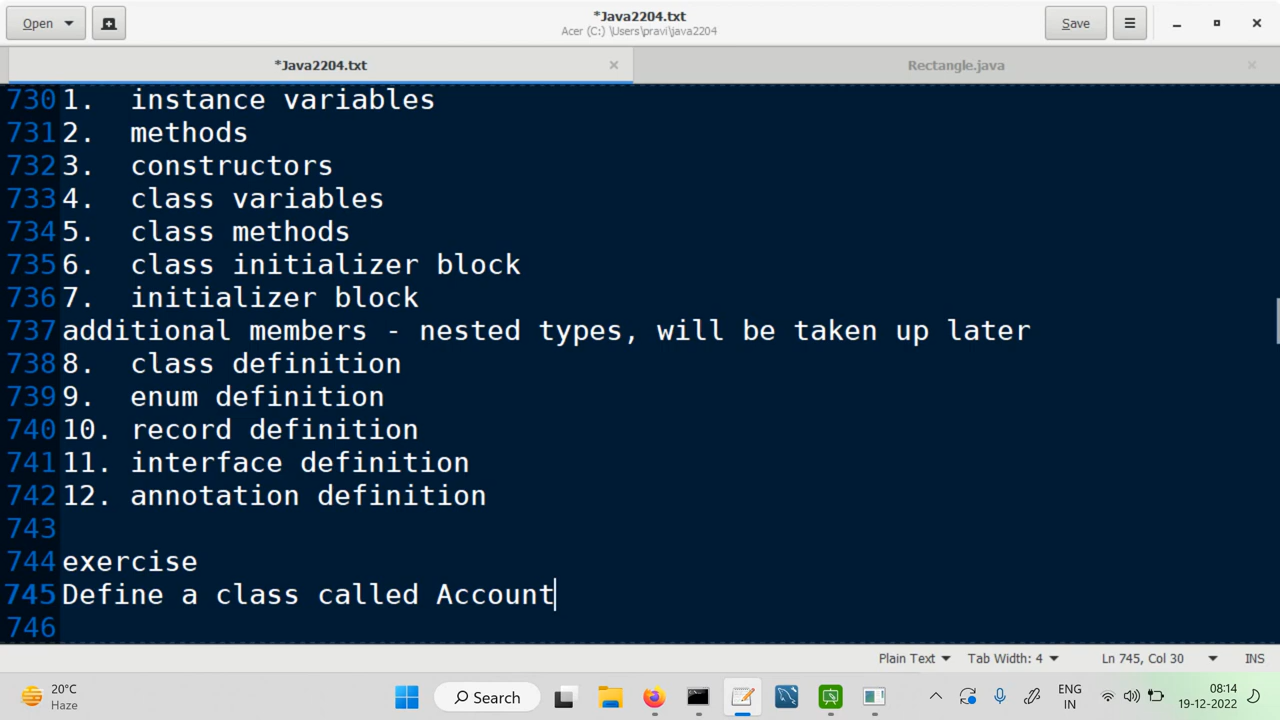 Open
*Java2204.txt
Acer (C:) \Users\pravi\java2204
Save
*Java2204.txt
Rectangle.java
730 1. instance variables
731 2. methods
732 3. constructors
733 4. class variables
734 5. class methods
735 6. class initializer block
736 7. initializer block
737 additional members - nested types, will be taken up later
738 8. class definition
739 9. enum definition
740 10. record definition
741 11. interface definition
742 12. annotation definition
743
744 exercise
745 Define a class called Account
746
Plain Text Tab Width: 4 Ln 745, Col 30 INS
20°C
Haze
Search
ENG
IN
08:14
19-12-2022